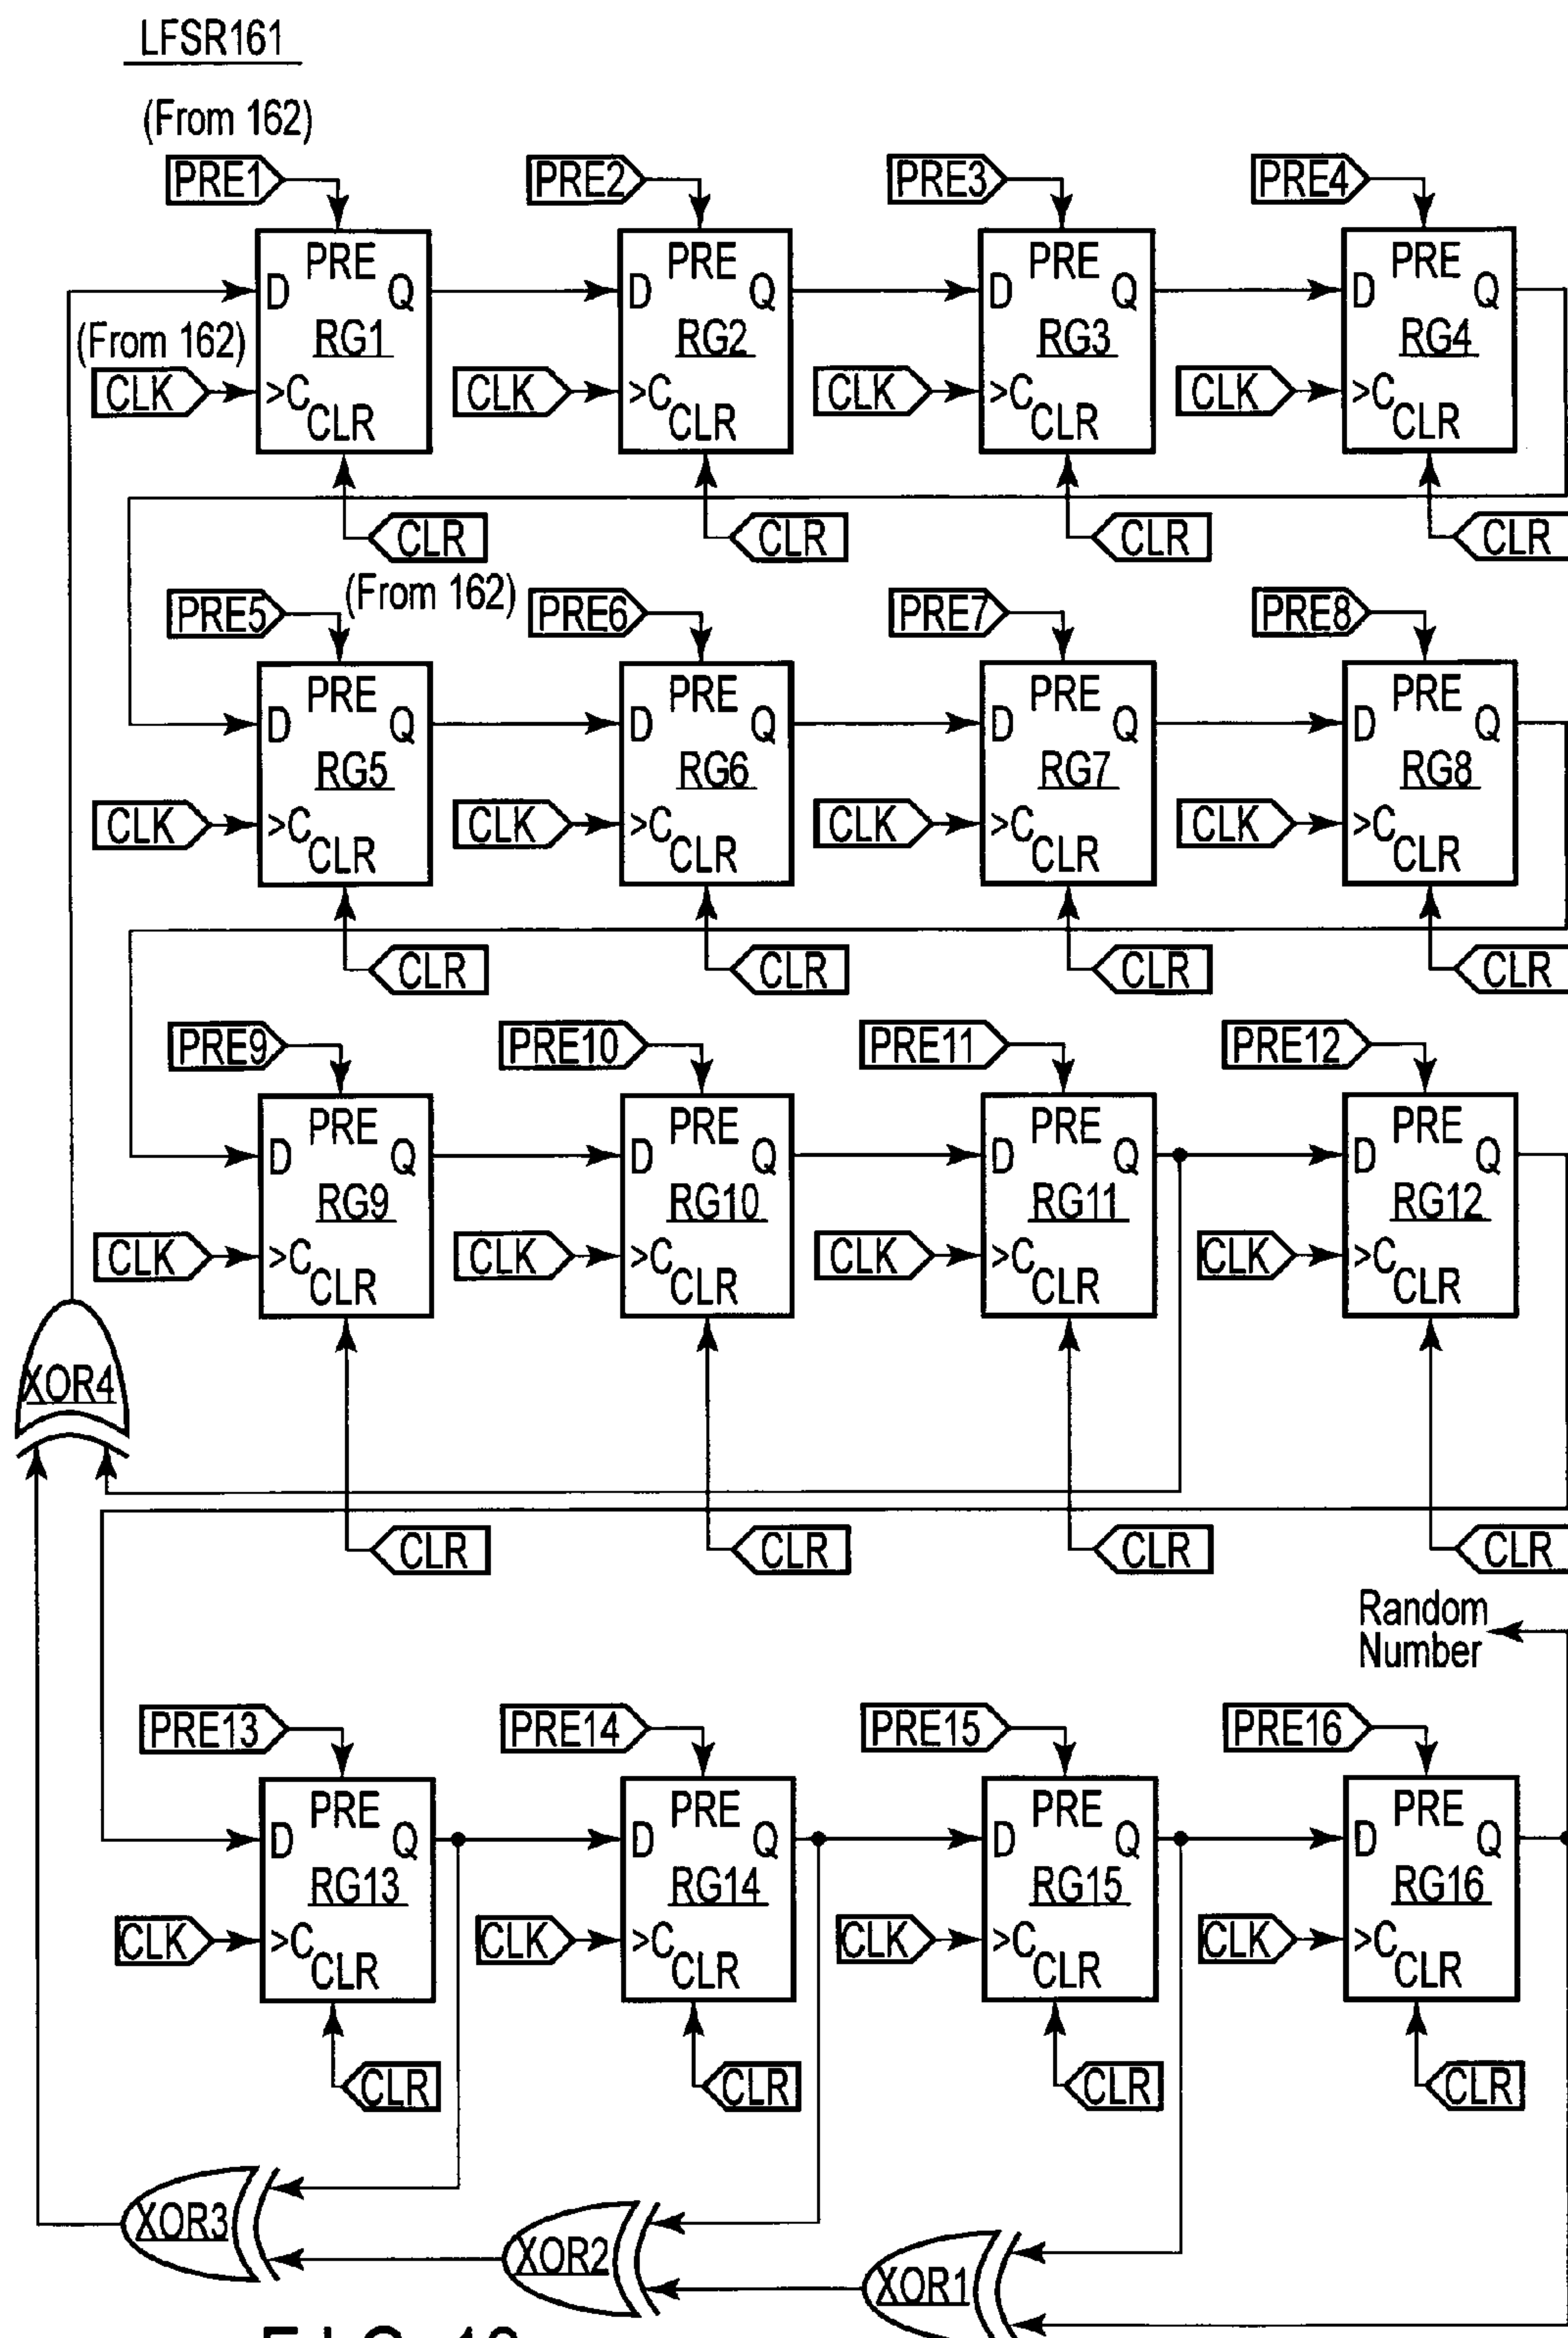 LFSR161
(From 162)
PRE1 PRE2 PRE3 PRE4
PRE PRE PRE PRE
D Q D Q D Q D Q
(From 162) RG1 RG2 RG3 RG4
CLK >C CLK >C CLK >C CLK >C
CLR CLR CLR CLR
CLR CLR CLR CLR
(From 162)
PRE5 PRE6 PRE7 PRE8
PRE PRE PRE PRE
D Q D Q D Q D Q
RG5 RG6 RG7 RG8
CLK >C CLK >C CLK >C CLK >C
CLR CLR CLR CLR
CLR CLR CLR CLR
PRE9 PRE10 PRE11 PRE12
PRE PRE PRE PRE
D Q D Q D Q D Q
RG9 RG10 RG11 RG12
CLK >C CLK >C CLK >C CLK >C
CLR CLR CLR CLR
XOR4
CLR CLR CLR CLR
Random
Number
PRE13 PRE14 PRE15 PRE16
PRE PRE PRE PRE
D Q D Q D Q D Q
RG13 RG14 RG15 RG16
CLK >C CLK >C CLK >C CLK >C
CLR CLR CLR CLR
CLR CLR CLR CLR
XOR3 XOR2 XOR1